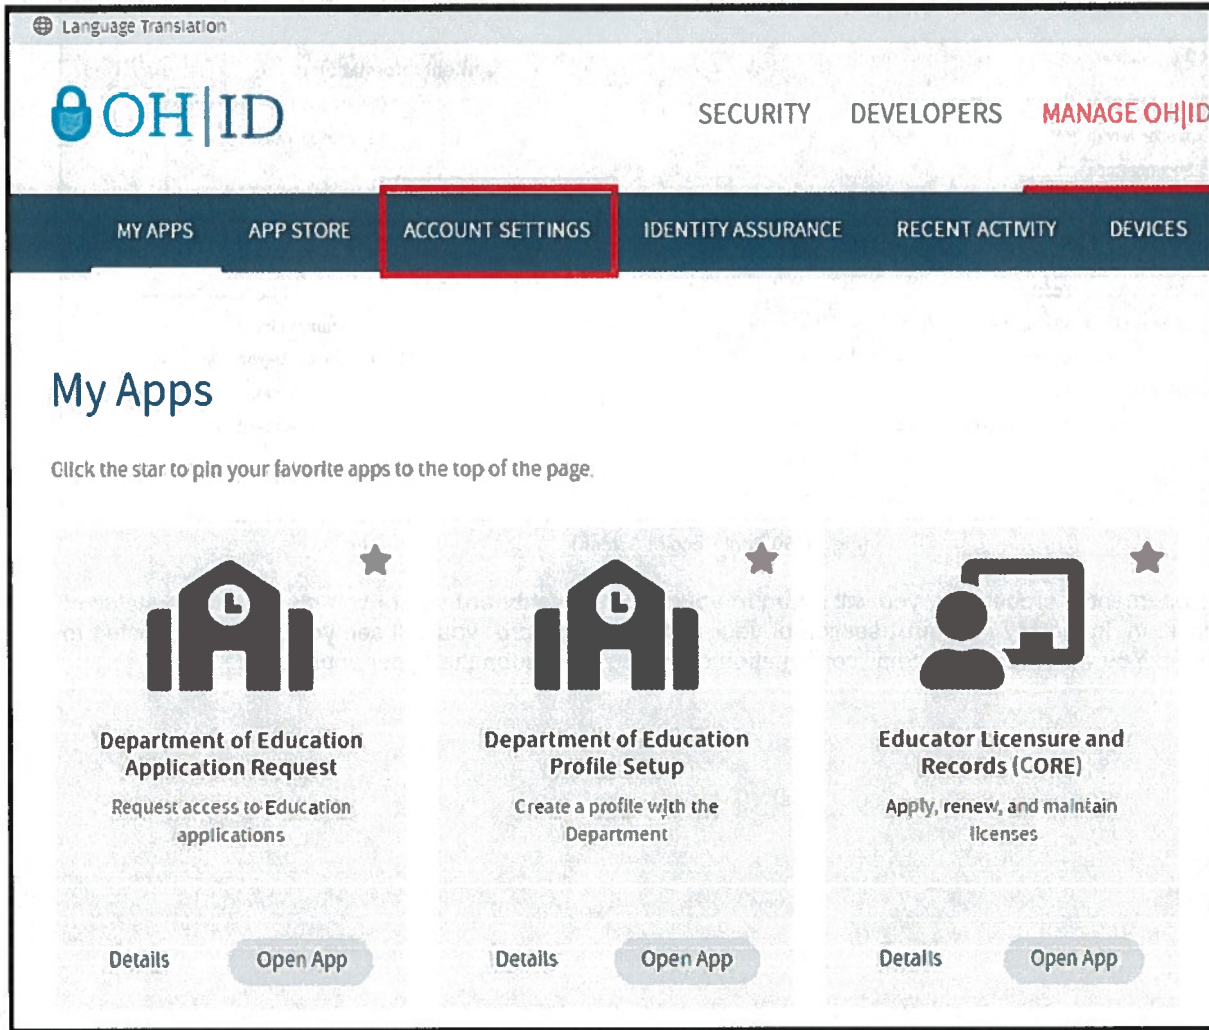 Language Translation
OH|ID
SECURITY DEVELOPERS MANAGE OH|ID
MY APPS APP STORE ACCOUNT SETTINGS IDENTITY ASSURANCE RECENT ACTIVITY DEVICES
My Apps
Click the star to pin your favorite apps to the top of the page.
Department of Education
Application Request
Request access to Education
applications
Details Open App
Department of Education
Profile Setup
Create a profile with the
Department
Details Open App
Educator Licensure and
Records (CORE)
Apply, renew, and maintain
licenses
Details Open App